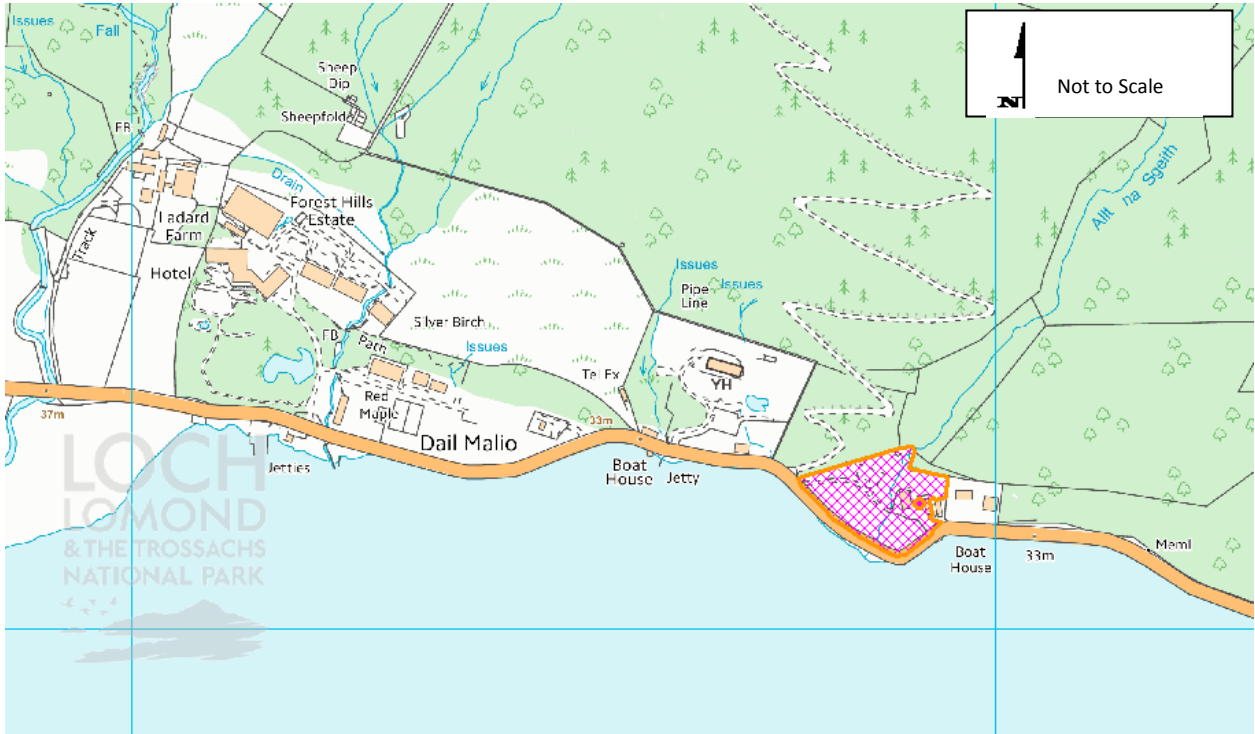 Issues
Fall
Sheep
Dip
Sheepfold
FB
Drain
Forest Hills
Estate
Ladard
Farm
Track
Hotel
Silver Birch
FB
Path
Issues
Red
Maple
Tel Ex
Issues
Pipe
Line
Issues
YH
Allt na Sgeith
N
Not to Scale
37m
33m
Dail Malio
Jetties
Boat
House
Jetty
Boat
House
33m
Meml
LOCH
LOMOND
& THE TROSSACHS
NATIONAL PARK